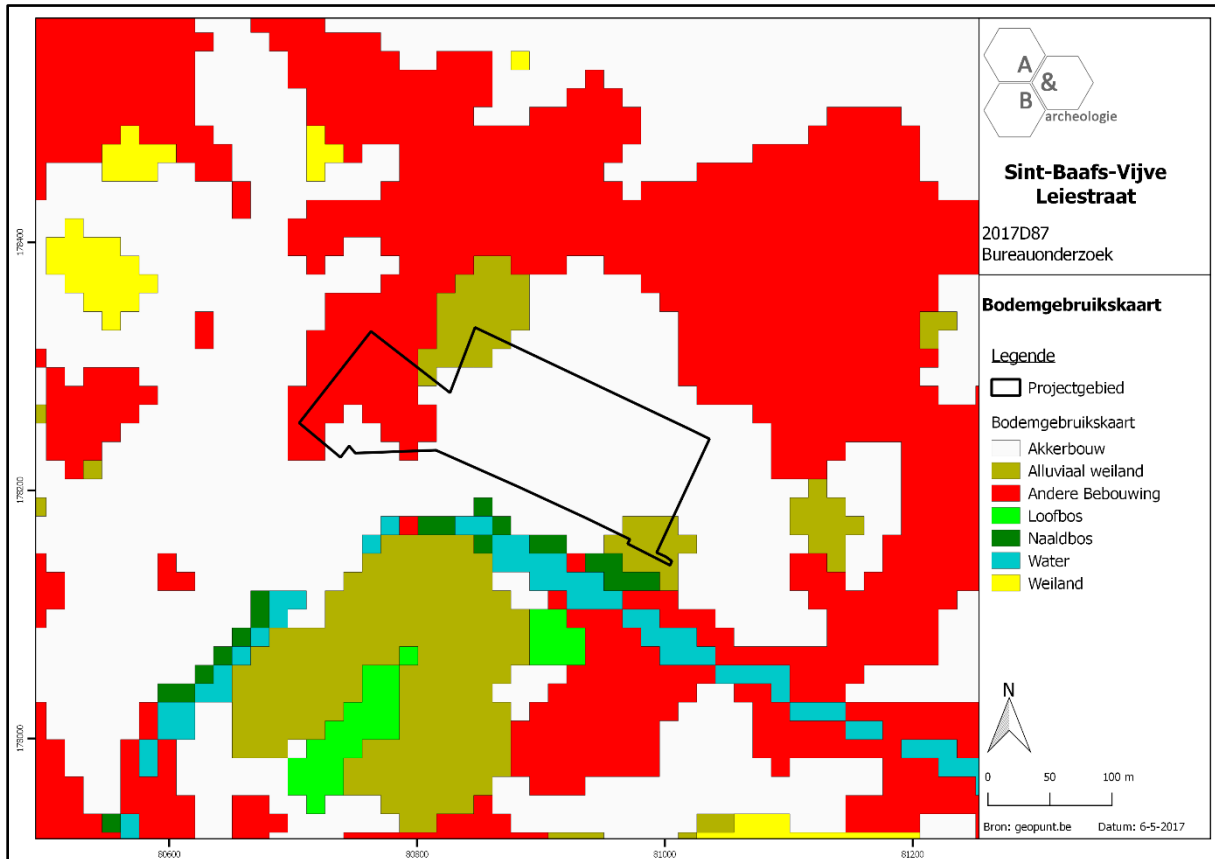 A
&
B
archeologie
Sint-Baafs-Vijve
Leiestraat
2017D87
Bureauonderzoek
Bodemgebruikskaart
Legende
Projectgebied
Bodemgebruikskaart
Akkerbouw
Alluviaal weiland
Andere Bebouwing
Loofbos
Naaldbos
Water
Weiland
N
0 50 100 m
Bron: geopunt.be Datum: 6-5-2017
178400
178200
178000
80600 80800 81000 81200